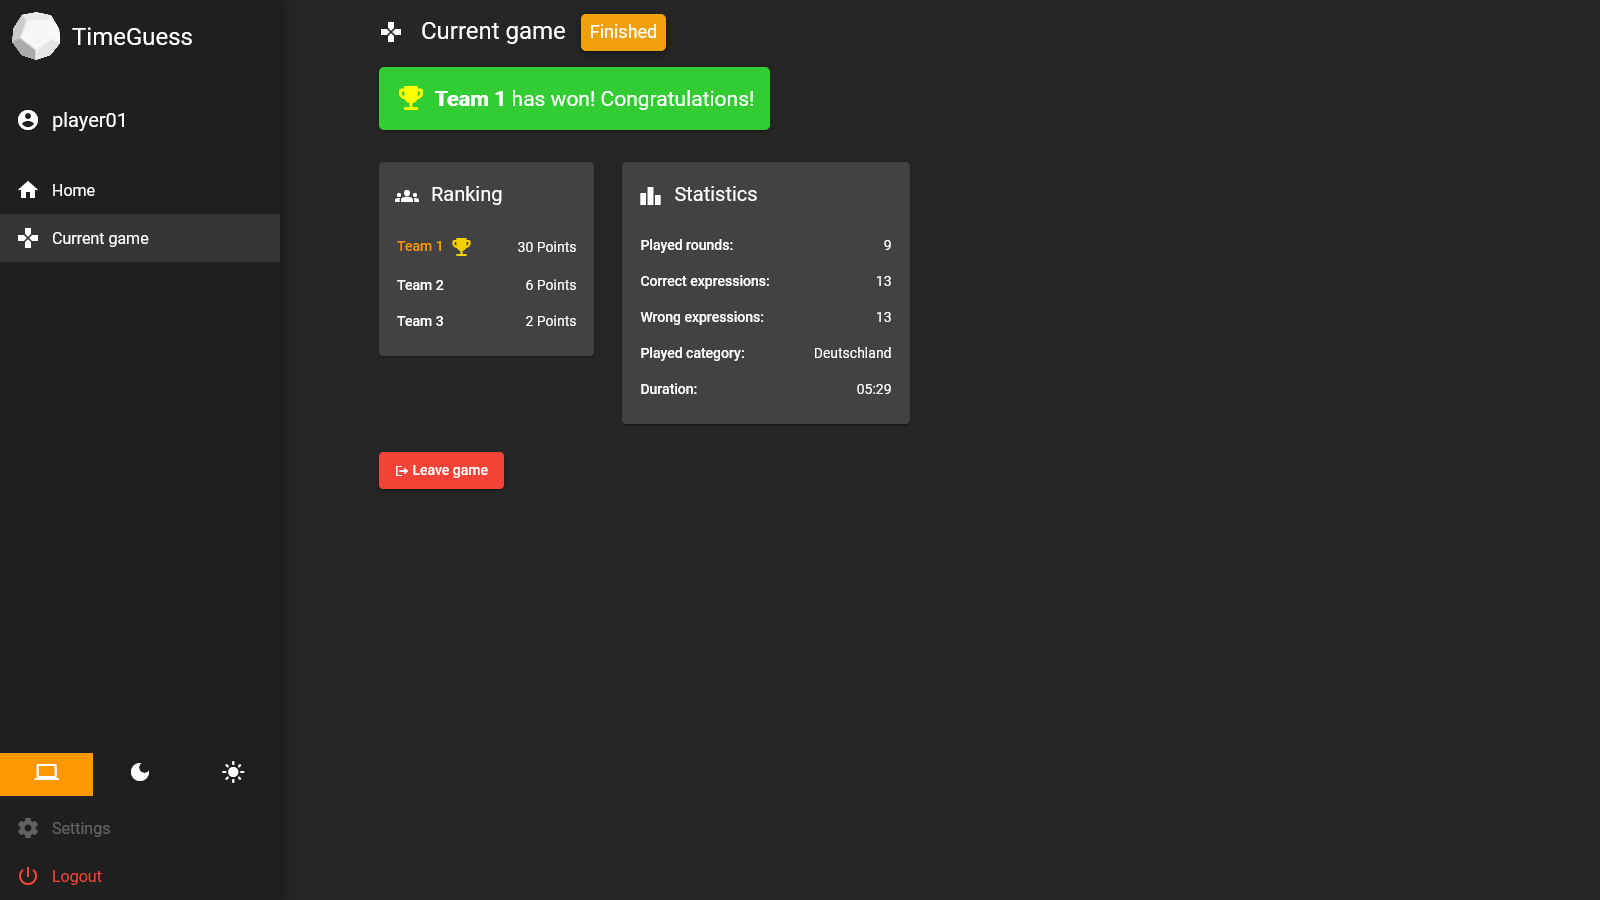 TimeGuess
player01
Home
Current game
Settings
Logout
Current game Finished
Team 1 has won! Congratulations!
Ranking
Team 1 30 Points
Team 2 6 Points
Team 3 2 Points
Statistics
Played rounds: 9
Correct expressions: 13
Wrong expressions: 13
Played category: Deutschland
Duration: 05:29
Leave game